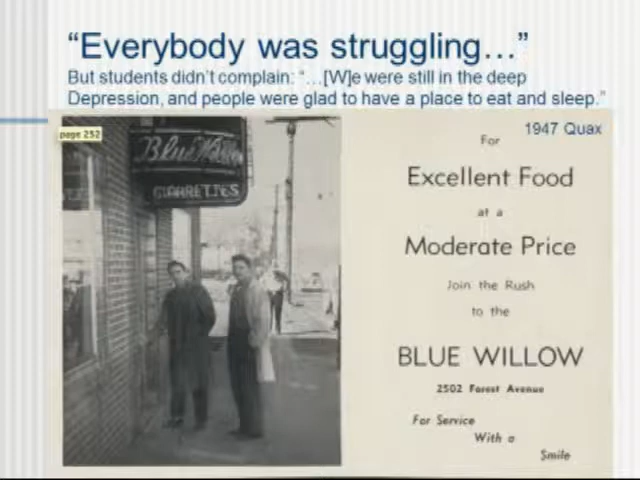 “Everybody was struggling…”
But students didn’t complain: “…[W]e were still in the deep
Depression, and people were glad to have a place to eat and sleep.”
page 232
1947 Quax
Blue Willow
CIGARETTES
For
Excellent Food
at a
Moderate Price
Join the Rush
to the
BLUE WILLOW
2502 Forest Avenue
For Service
With a
Smile